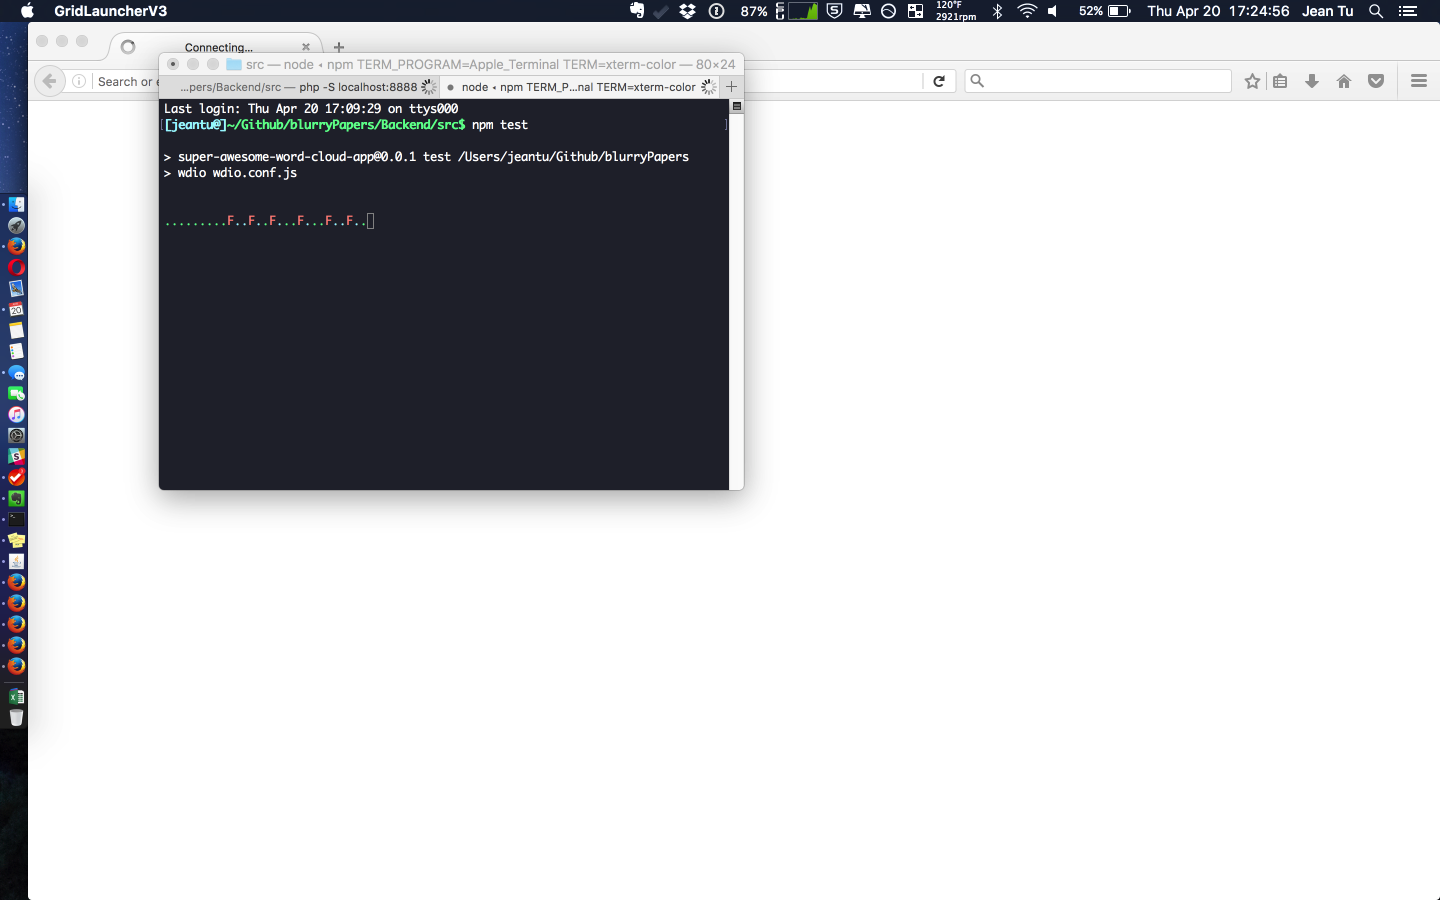 GridLauncherV3 87% 120°F 2921rpm 52% Thu Apr 20 17:24:56 Jean Tu
Connecting...
src — node ◂ npm TERM_PROGRAM=Apple_Terminal TERM=xterm-color — 80×24
Search or e
...pers/Backend/src — php -S localhost:8888 node ◂ npm TERM_P...nal TERM=xterm-color
Last login: Thu Apr 20 17:09:29 on ttys000
[[jeantu@]~/Github/blurryPapers/Backend/src$ npm test ]
> super-awesome-word-cloud-app@0.0.1 test /Users/jeantu/Github/blurryPapers
> wdio wdio.conf.js
.........F..F..F...F...F..F..
20